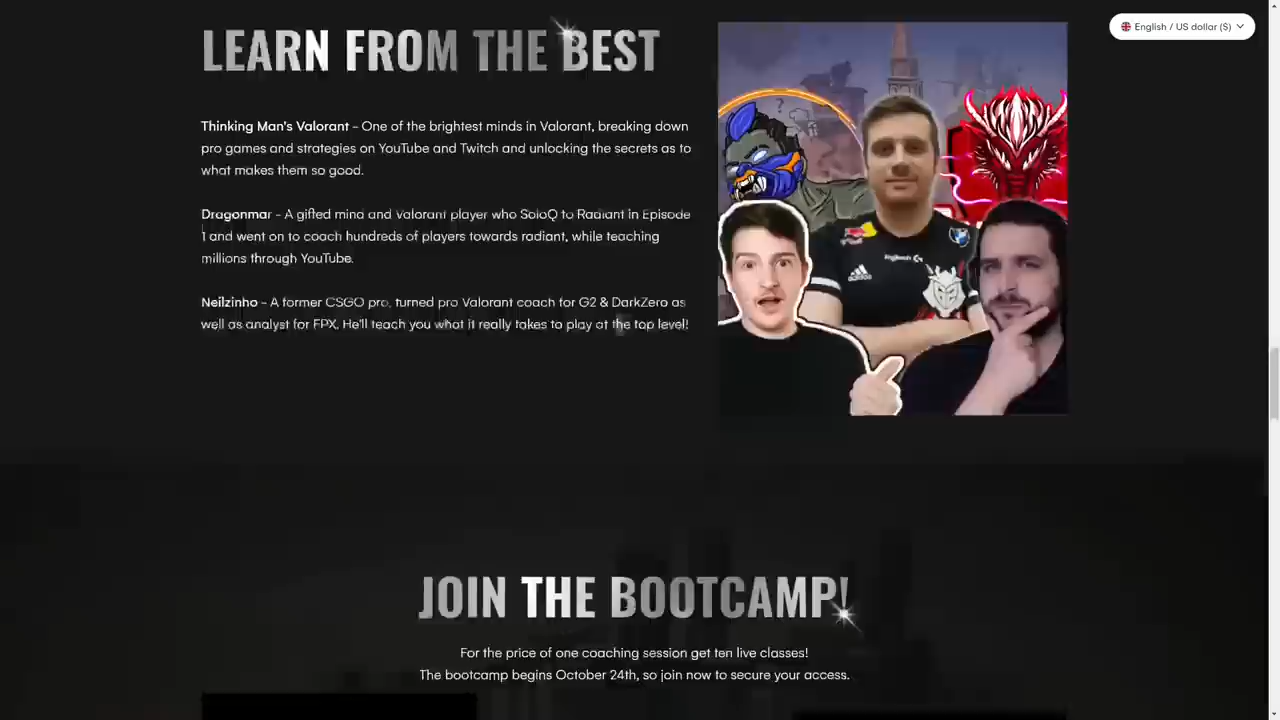 English / US dollar ($)
LEARN FROM THE BEST
Thinking Man's Valorant - One of the brightest minds in Valorant, breaking down
pro games and strategies on YouTube and Twitch and unlocking the secrets as to
what makes them so good.
Dragonmar - A gifted mind and Valorant player who SoloQ to Radiant in Episode
1 and went on to coach hundreds of players towards radiant, while teaching
millions through YouTube.
Neilzinho - A former CSGO pro, turned pro Valorant coach for G2 & DarkZero as
well as analyst for FPX. He'll teach you what it really takes to play at the top level!
adidas
logitech G
JOIN THE BOOTCAMP!
For the price of one coaching session get ten live classes!
The bootcamp begins October 24th, so join now to secure your access.